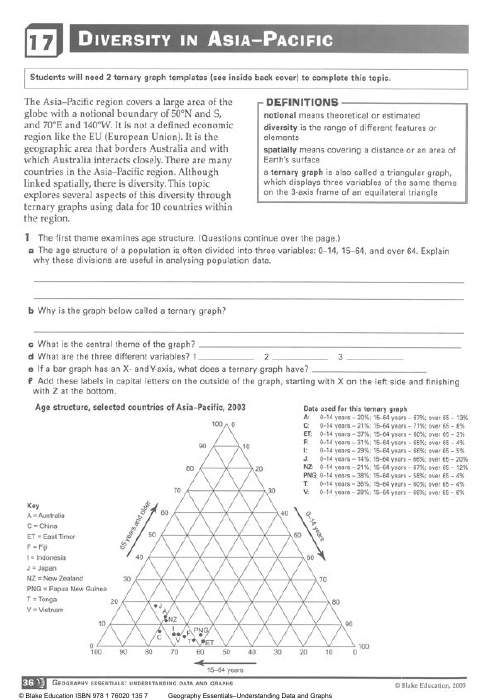 17 DIVERSITY IN ASIA–PACIFIC
Students will need 2 ternary graph templates (see inside back cover) to complete this topic.
The Asia–Pacific region covers a large area of the
globe with a notional boundary of 50°N and S,
and 70°E and 140°W. It is not a defined economic
region like the EU (European Union). It is the
geographic area that borders Australia and with
which Australia interacts closely. There are many
countries in the Asia–Pacific region. Although
linked spatially, there is diversity. This topic
explores several aspects of this diversity through
ternary graphs using data for 10 countries within
the region.
DEFINITIONS
notional means theoretical or estimated
diversity is the range of different features or
elements
spatially means covering a distance or an area of
Earth's surface
a ternary graph is also called a triangular graph,
which displays three variables of the same theme
on the 3-axis frame of an equilateral triangle
1 The first theme examines age structure. (Questions continue over the page.)
a The age structure of a population is often divided into three variables: 0–14, 15–64, and over 64. Explain
why these divisions are useful in analysing population data.
b Why is the graph below called a ternary graph?
c What is the central theme of the graph?
d What are the three different variables? 1 2 3
e If a bar graph has an X- and Y-axis, what does a ternary graph have?
f Add these labels in capital letters on the outside of the graph, starting with X on the left side and finishing
with Z at the bottom.
Age structure, selected countries of Asia–Pacific, 2003
Data used for this ternary graph
A: 0–14 years – 20%; 15–64 years – 67%; over 65 – 13%
C: 0–14 years – 21%; 15–64 years – 71%; over 65 – 8%
ET: 0–14 years – 37%; 15–64 years – 60%; over 65 – 3%
F: 0–14 years – 31%; 15–64 years – 65%; over 65 – 4%
I: 0–14 years – 29%; 15–64 years – 66%; over 65 – 5%
J: 0–14 years – 14%; 15–64 years – 66%; over 65 – 20%
NZ: 0–14 years – 21%; 15–64 years – 67%; over 65 – 12%
PNG: 0–14 years – 38%; 15–64 years – 58%; over 65 – 4%
T: 0–14 years – 36%; 15–64 years – 60%; over 65 – 4%
V: 0–14 years – 28%; 15–64 years – 66%; over 65 – 6%
100 0
90 10
80 20
70 30
60 40
50 50
40 60
30 70
20 80
10 90
0 100
65 years and older
0–14 years
Key
A = Australia
C = China
ET = East Timor
F = Fiji
I = Indonesia
J = Japan
NZ = New Zealand
PNG = Papua New Guinea
T = Tonga
V = Vietnam
J
A
NZ
C
I
V
F
T
PNG
ET
100 90 80 70 60 50 40 30 20 10 0
15–64 years
36 GEOGRAPHY ESSENTIALS: UNDERSTANDING DATA AND GRAPHS
© Blake Education, 2005
© Blake Education ISBN 978 1 76020 135 7 Geography Essentials–Understanding Data and Graphs